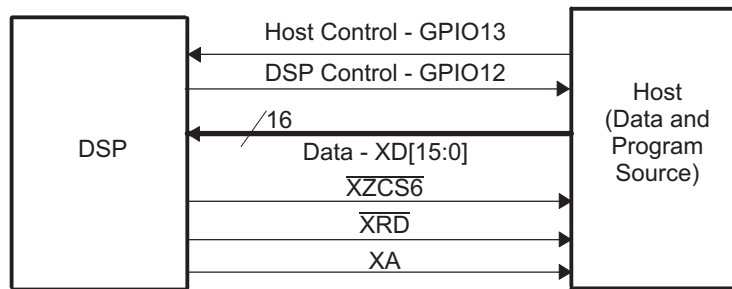 Host Control - GPIO13
DSP Control - GPIO12
16
Data - XD[15:0]
XZCS6
XRD
XA
DSP
Host
(Data and
Program
Source)